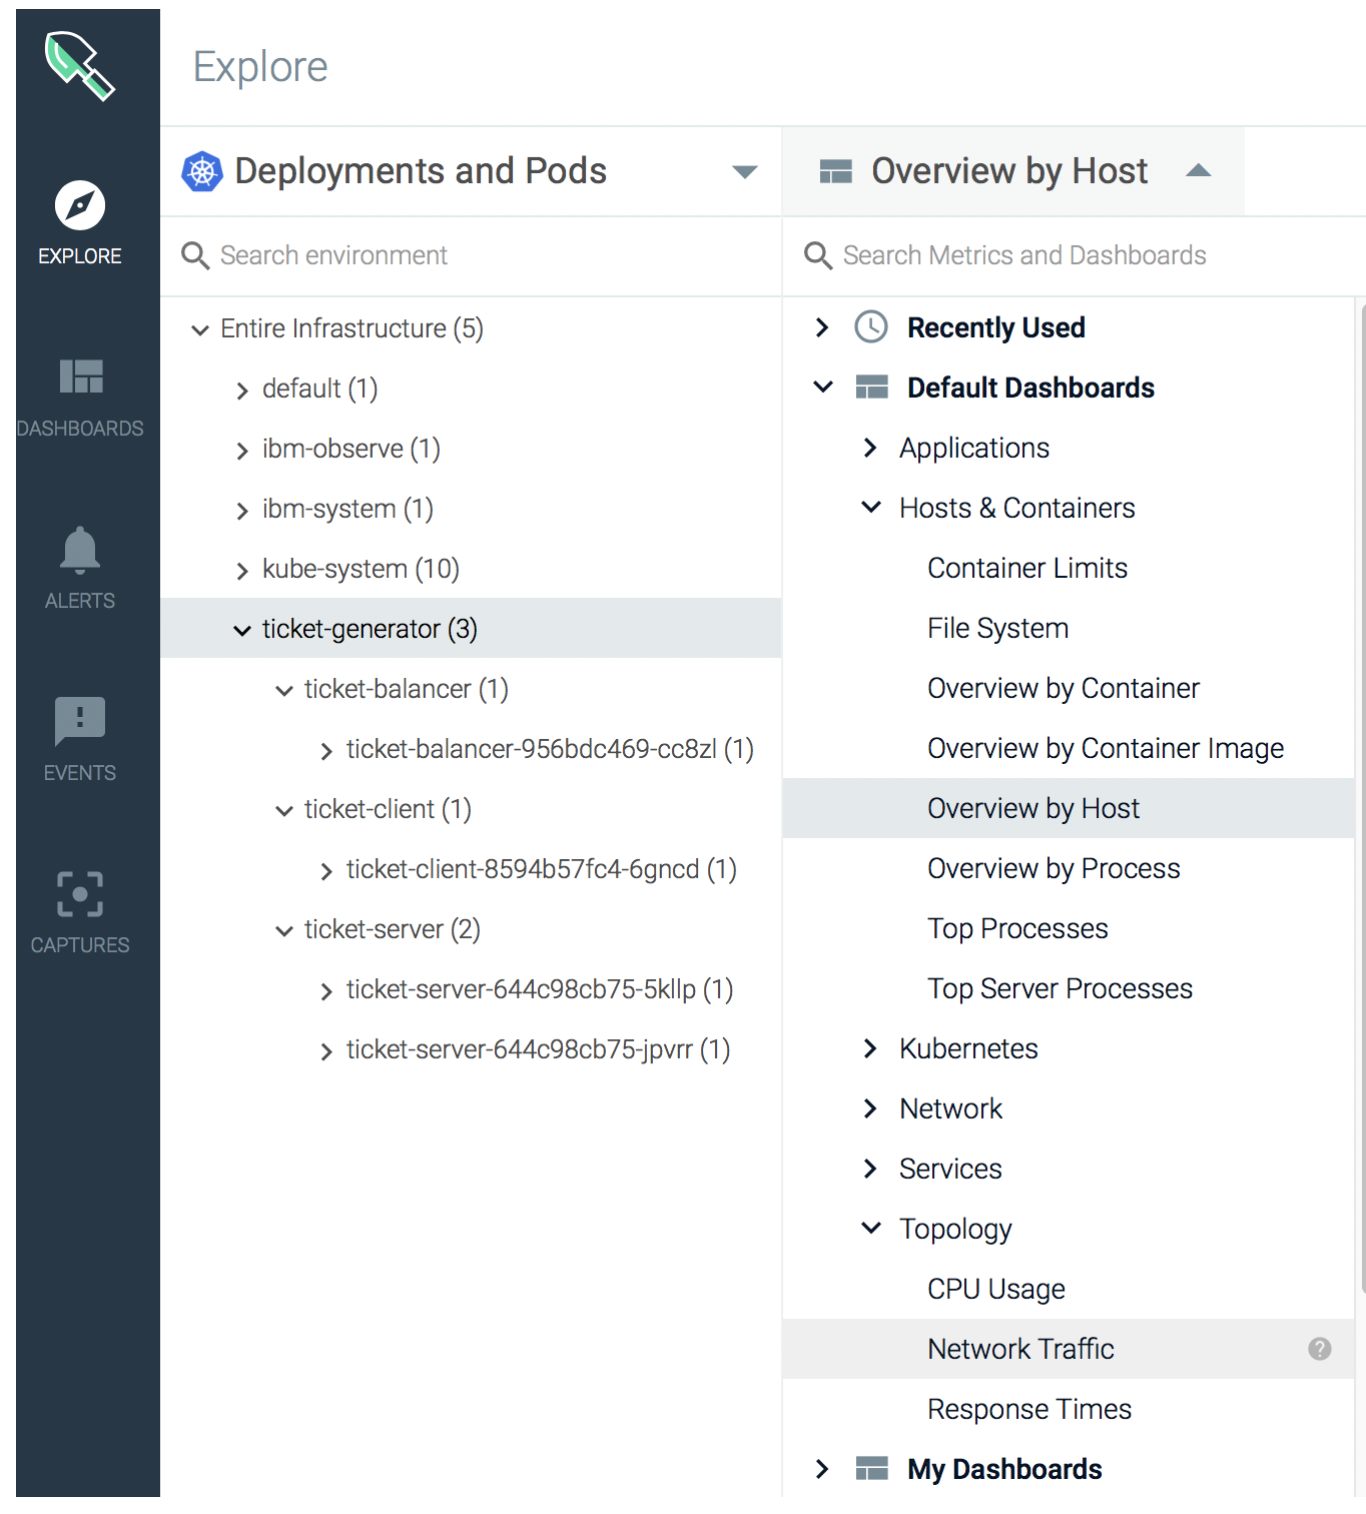 Explore
EXPLORE
DASHBOARDS
ALERTS
EVENTS
CAPTURES
Deployments and Pods
Search environment
Entire Infrastructure (5)
default (1)
ibm-observe (1)
ibm-system (1)
kube-system (10)
ticket-generator (3)
ticket-balancer (1)
ticket-balancer-956bdc469-cc8zl (1)
ticket-client (1)
ticket-client-8594b57fc4-6gncd (1)
ticket-server (2)
ticket-server-644c98cb75-5kllp (1)
ticket-server-644c98cb75-jpvrr (1)
Overview by Host
Search Metrics and Dashboards
Recently Used
Default Dashboards
Applications
Hosts & Containers
Container Limits
File System
Overview by Container
Overview by Container Image
Overview by Host
Overview by Process
Top Processes
Top Server Processes
Kubernetes
Network
Services
Topology
CPU Usage
Network Traffic
?
Response Times
My Dashboards